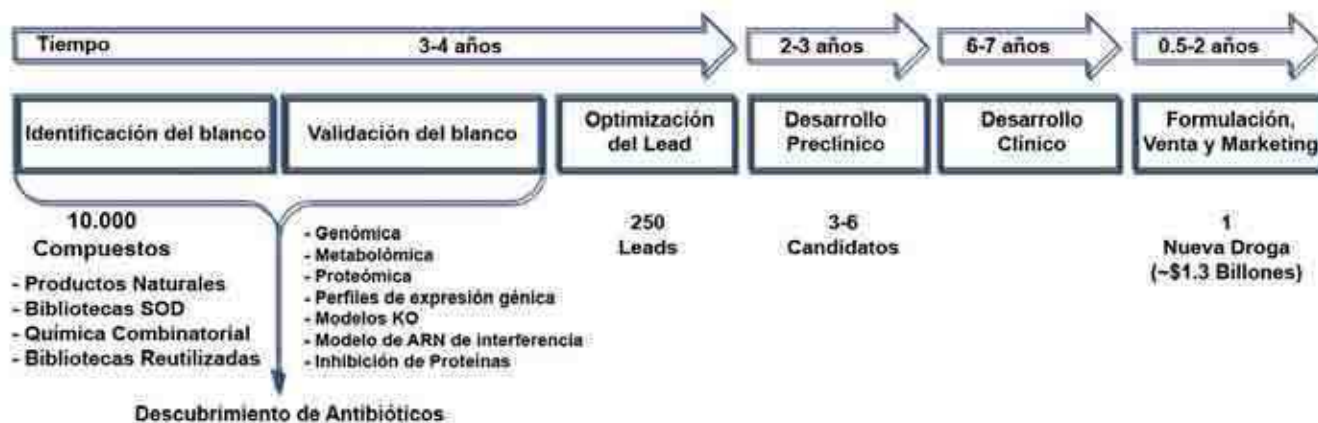 Tiempo
3-4 años
2-3 años
6-7 años
0.5-2 años
Identificación del blanco
Validación del blanco
Optimización
del Lead
Desarrollo
Preclínico
Desarrollo
Clínico
Formulación,
Venta y Marketing
10.000
Compuestos
- Productos Naturales
- Bibliotecas SOD
- Química Combinatorial
- Bibliotecas Reutilizadas
- Genómica
- Metabolómica
- Proteómica
- Perfiles de expresión génica
- Modelos KO
- Modelo de ARN de interferencia
- Inhibición de Proteínas
250
Leads
3-6
Candidatos
1
Nueva Droga
(~$1.3 Billones)
Descubrimiento de Antibióticos